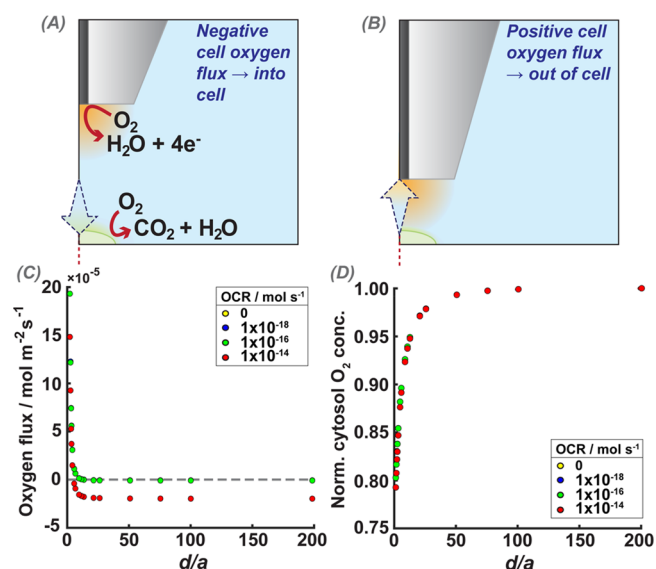 (A)
Negative
cell oxygen
flux → into
cell
O₂
H₂O + 4e⁻
O₂
CO₂ + H₂O
(B)
Positive cell
oxygen flux
→ out of cell
(C)
×10⁻⁵
20
15
10
5
0
-5
Oxygen flux / mol m⁻² s⁻¹
OCR / mol s⁻¹
0
1x10⁻¹⁸
1x10⁻¹⁶
1x10⁻¹⁴
0
50
100
150
200
d/a
(D)
1.00
0.95
0.90
0.85
0.80
0.75
Norm. cytosol O₂ conc.
OCR / mol s⁻¹
0
1x10⁻¹⁸
1x10⁻¹⁶
1x10⁻¹⁴
0
50
100
150
200
d/a